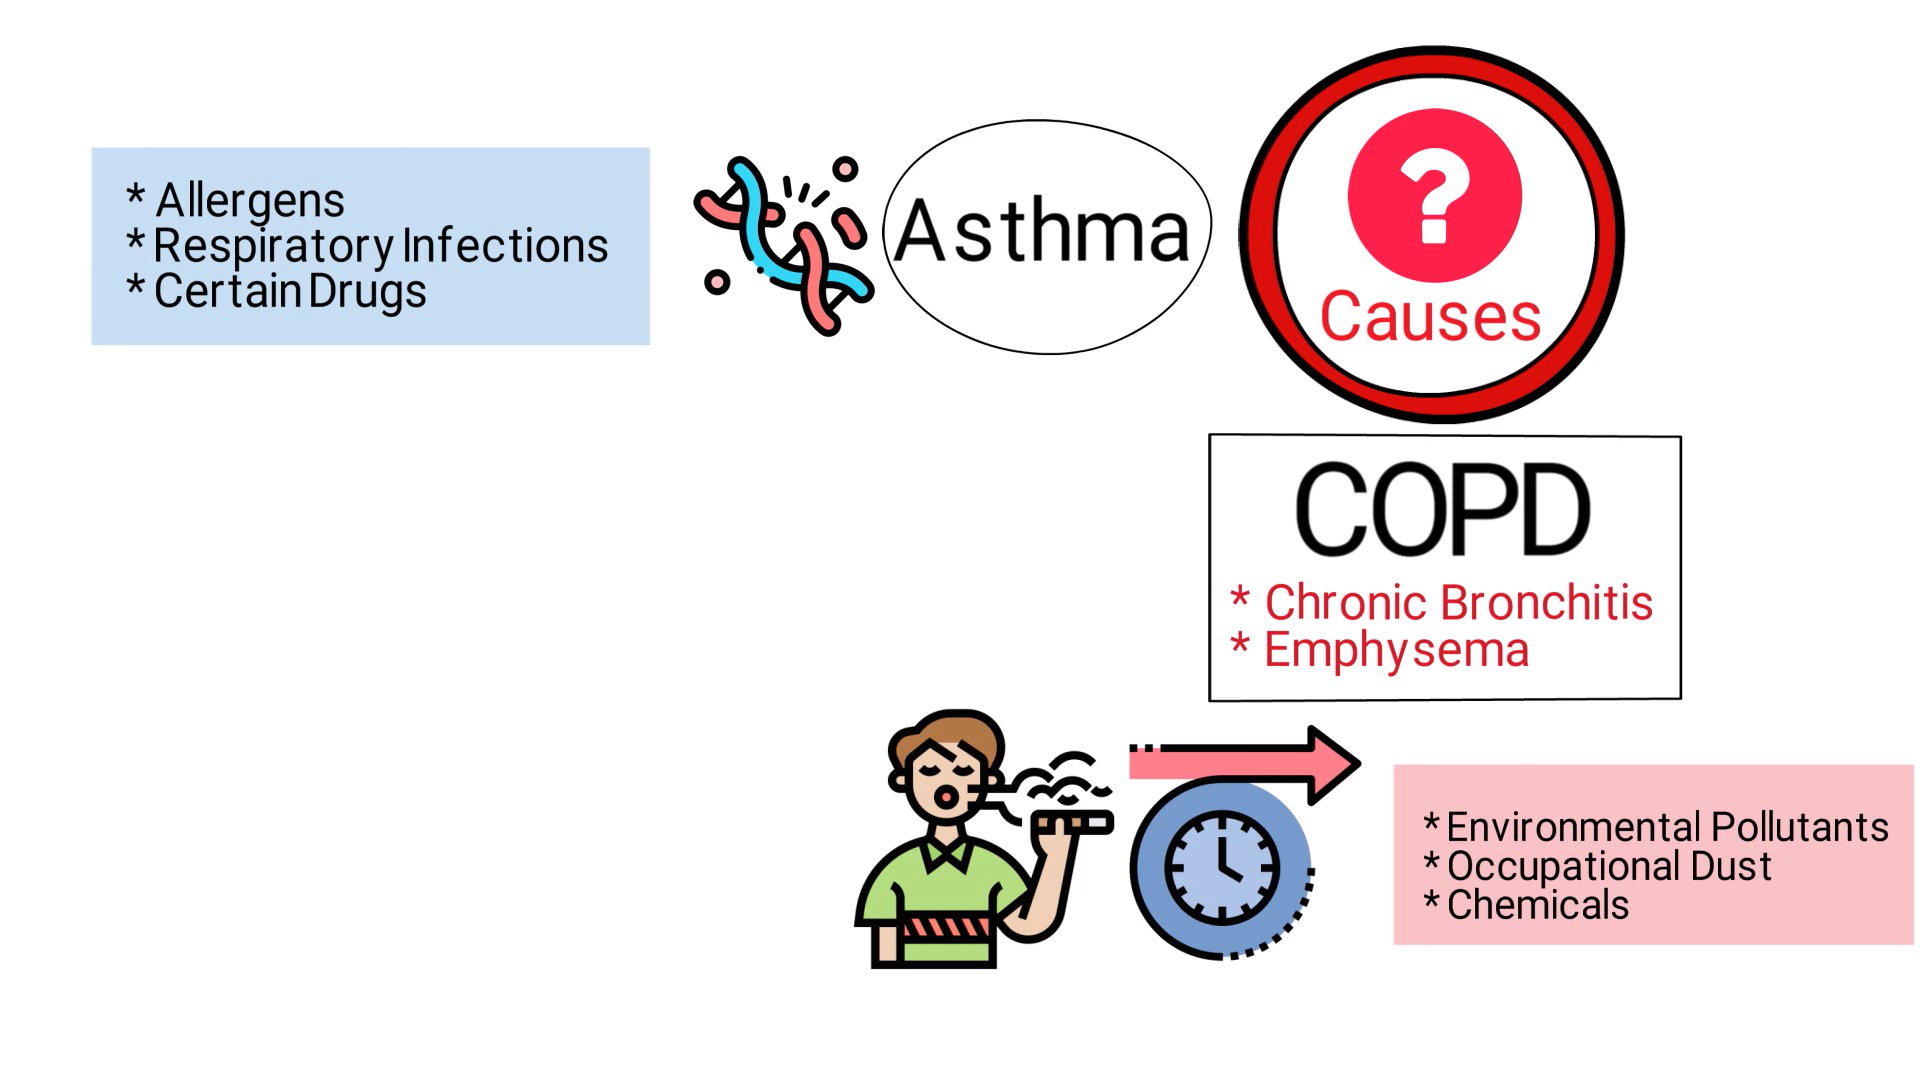 * Allergens
* Respiratory Infections
* Certain Drugs
Asthma
?
Causes
COPD
* Chronic Bronchitis
* Emphysema
* Environmental Pollutants
* Occupational Dust
* Chemicals